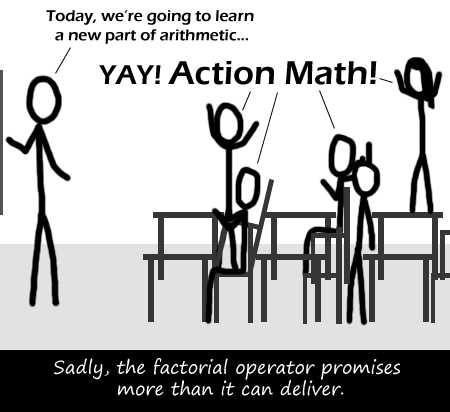 Today, we're going to learn
a new part of arithmetic...
YAY! Action Math!
Sadly, the factorial operator promises
more than it can deliver.